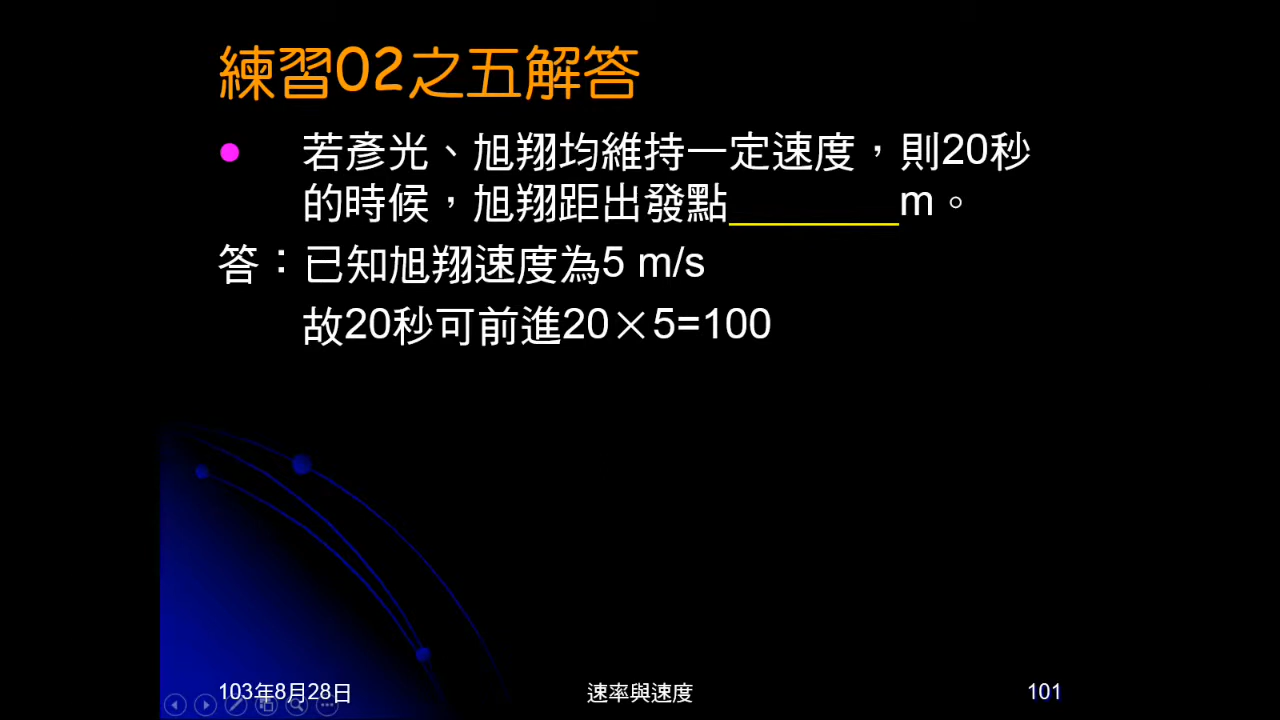 練習02之五解答
● 若彥光、旭翔均維持一定速度，則20秒
的時候，旭翔距出發點________m。
答：已知旭翔速度為5 m/s
故20秒可前進20×5=100
103年8月28日 速率與速度 101